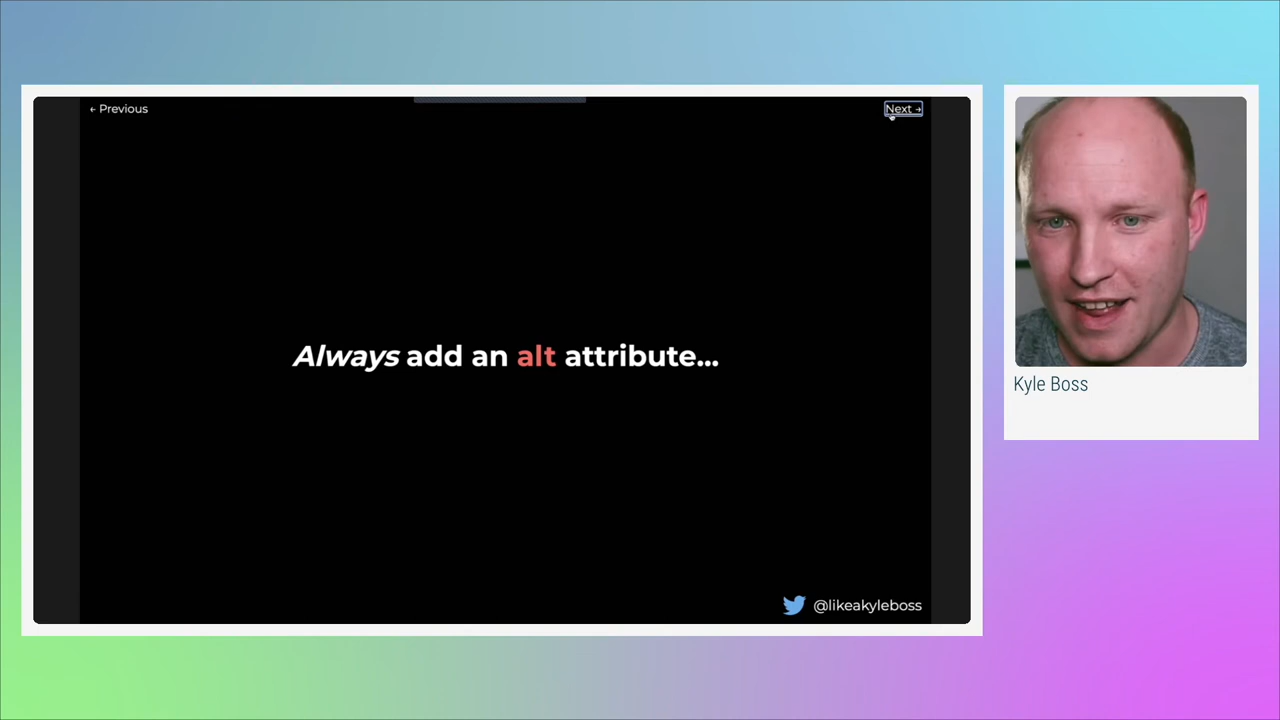 ← Previous
Next →
Always add an alt attribute...
@likeakyleboss
Kyle Boss